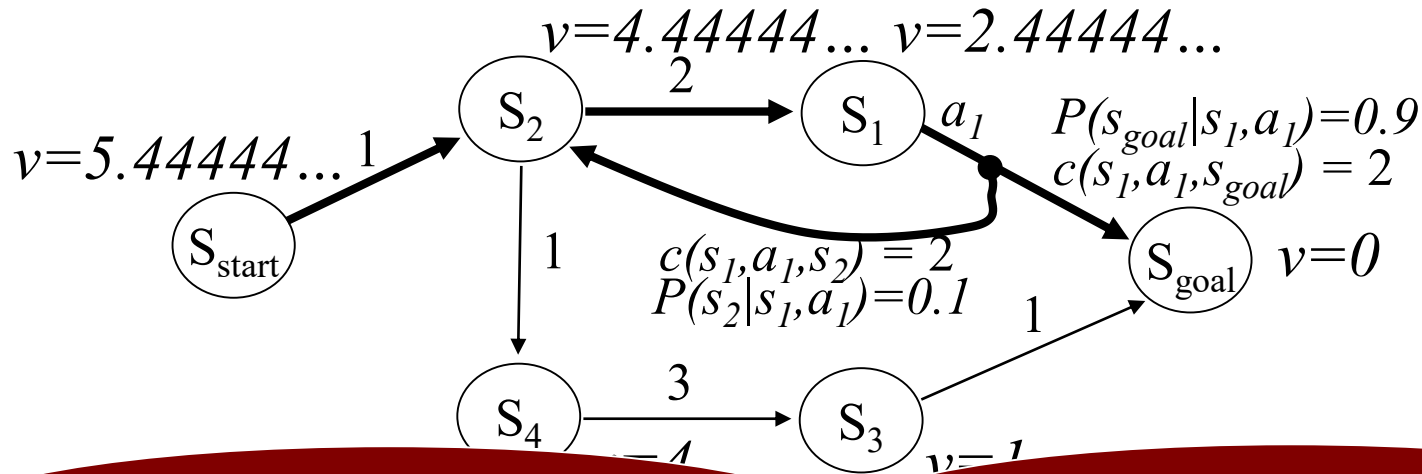 v=4.44444... v=2.44444...
2
S2
S1
a1
P(sgoal|s1,a1)=0.9
v=5.44444...
1
c(s1,a1,sgoal) = 2
Sstart
1
c(s1,a1,s2) = 2
Sgoal
v=0
P(s2|s1,a1)=0.1
1
3
S4
S3
v=1